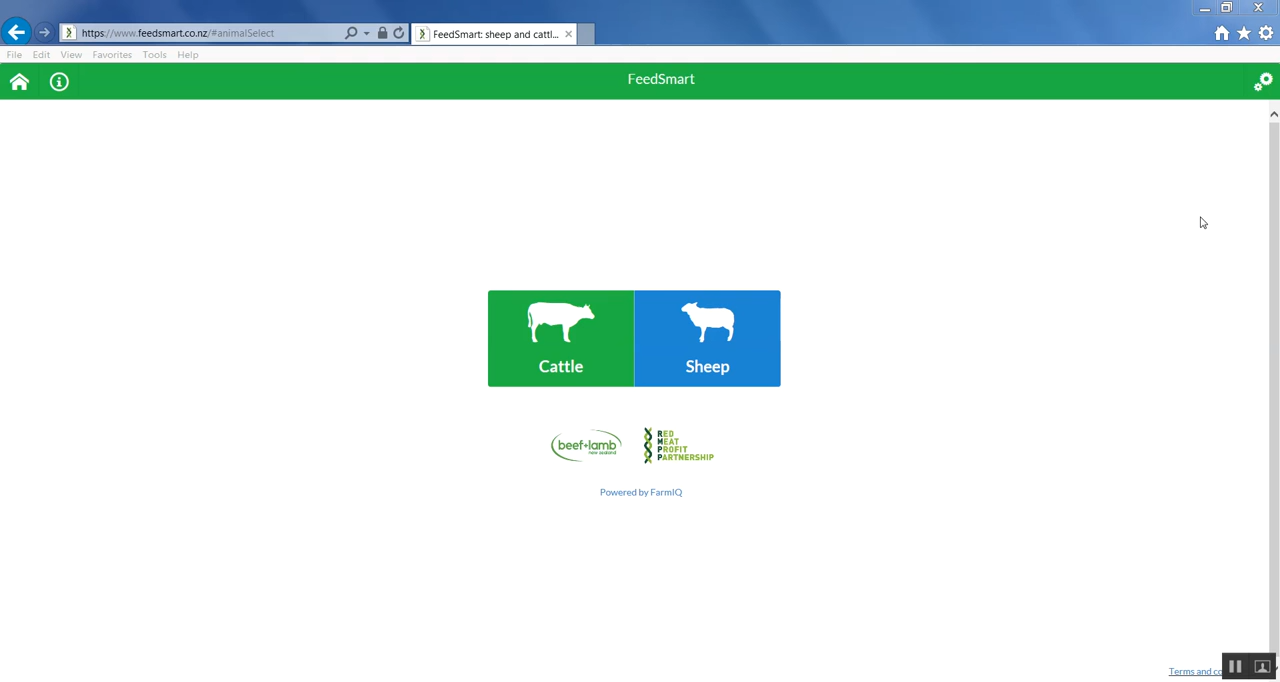 https://www.feedsmart.co.nz/#animalSelect
FeedSmart: sheep and cattl...
File Edit View Favorites Tools Help
FeedSmart
Cattle
Sheep
beef+lamb
new zealand
RED
MEAT
PROFIT
PARTNERSHIP
Powered by FarmIQ
Terms and co